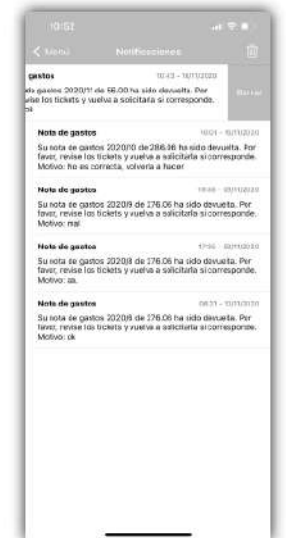 10:52
Menú Notificaciones
gastos 10:43 - 16/11/2020
de gastos 2020/11 de 56.00 ha sido devuelta. Por
vise los tickets y vuelva a solicitarla si corresponde.
ok
Borrar
Nota de gastos 10:01 - 16/11/2020
Su nota de gastos 2020/10 de 286.06 ha sido devuelta. Por
favor, revise los tickets y vuelva a solicitarla si corresponde.
Motivo: No es correcta, volverla a hacer
Nota de gastos
Su nota de gastos 2020/9 de 176.06 ha sido devuelta. Por
favor, revise los tickets y vuelva a solicitarla si corresponde.
Motivo: mal
Nota de gastos
Su nota de gastos 2020/8 de 176.06 ha sido devuelta. Por
favor, revise los tickets y vuelva a solicitarla si corresponde.
Motivo: aa.
Nota de gastos
Su nota de gastos 2020/6 de 176.06 ha sido devuelta. Por
favor, revise los tickets y vuelva a solicitarla si corresponde.
Motivo: ok